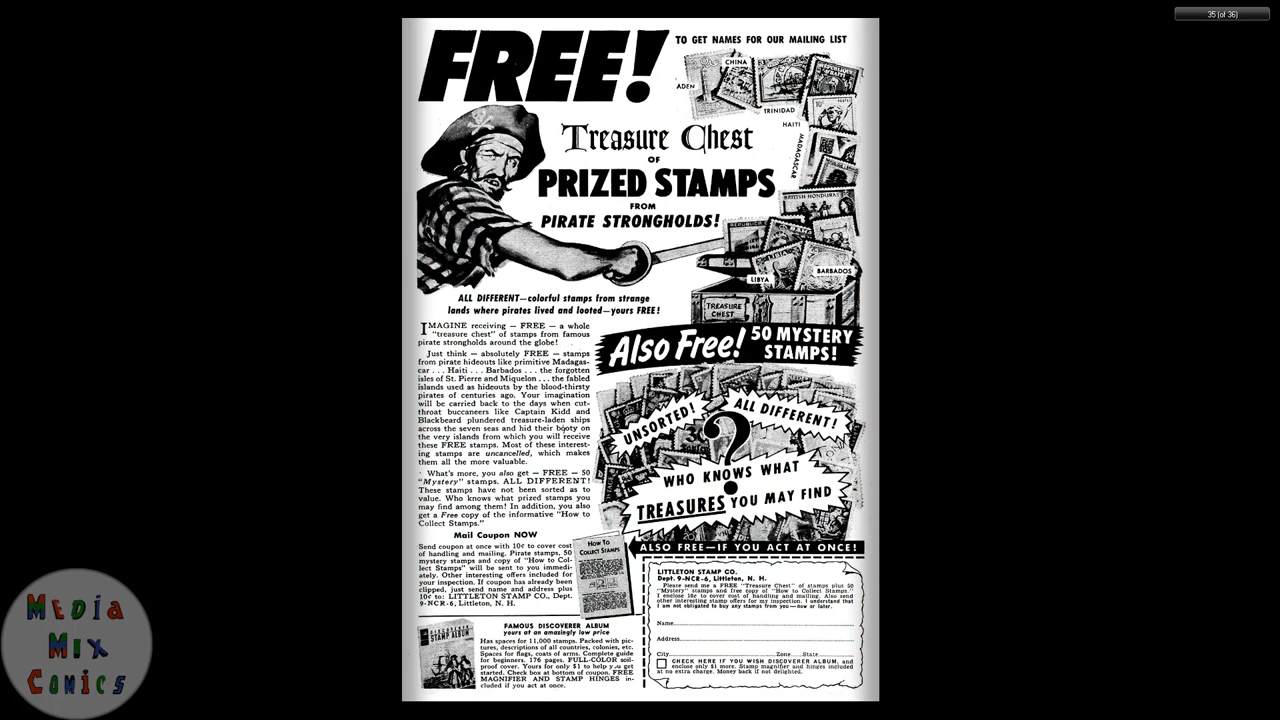 35 (of 36)
FREE!
TO GET NAMES FOR OUR MAILING LIST
CHINA
ADEN
TRINIDAD
HAITI
MADAGASCAR
Treasure Chest
OF
PRIZED STAMPS
FROM
PIRATE STRONGHOLDS!
BRITISH HONDURAS
BARBADOS
LIBYA
TREASURE
CHEST
ALL DIFFERENT—colorful stamps from strange
lands where pirates lived and looted—yours FREE!
IMAGINE receiving — FREE — a whole
"treasure chest" of stamps from famous
pirate strongholds around the globe!
Just think — absolutely FREE — stamps
from pirate hideouts like primitive Madagas-
car . . . Haiti . . . Barbados . . . the forgotten
isles of St. Pierre and Miquelon . . . the fabled
islands used as hideouts by the blood-thirsty
pirates of centuries ago. Your imagination
will be carried back to the days when cut-
throat buccaneers like Captain Kidd and
Blackbeard plundered treasure-laden ships
across the seven seas and hid their booty on
the very islands from which you will receive
these FREE stamps. Most of these interest-
ing stamps are uncancelled, which makes
them all the more valuable.
What's more, you also get — FREE — 50
"Mystery" stamps. ALL DIFFERENT!
These stamps have not been sorted as to
value. Who knows what prized stamps you
may find among them! In addition, you also
get a Free copy of the informative "How to
Collect Stamps."
Mail Coupon NOW
Send coupon at once with 10¢ to cover cost
of handling and mailing. Pirate stamps, 50
mystery stamps and copy of "How to Col-
lect Stamps" will be sent to you immedi-
ately. Other interesting offers included for
your inspection. If coupon has already been
clipped, just send name and address plus
10¢ to: LITTLETON STAMP CO., Dept.
9-NCR-6, Littleton, N. H.
Also Free! 50 MYSTERY
STAMPS!
UNSORTED!
ALL DIFFERENT!
?
WHO KNOWS WHAT
TREASURES YOU MAY FIND
HOW TO
COLLECT STAMPS
ALSO FREE—IF YOU ACT AT ONCE!
LITTLETON STAMP CO.
Dept. 9-NCR-6, Littleton, N. H.
Please send me a FREE "Treasure Chest" of stamps plus 50
"Mystery" stamps and free copy of "How to Collect Stamps."
I enclose 10¢ to cover cost of handling and mailing. Also send
other interesting stamp offers for my inspection. I understand that
I am not obligated to buy any stamps from you—now or later.
Name
Address
City Zone State
CHECK HERE IF YOU WISH DISCOVERER ALBUM, and
enclose only $1 more. Stamp magnifier and hinges included
at no extra charge. Money back if not delighted.
DISCOVERER
STAMP ALBUM
FAMOUS DISCOVERER ALBUM
yours at an amazingly low price
Has spaces for 11,000 stamps. Packed with pic-
tures, descriptions of all countries, colonies, etc.
Spaces for flags, coats of arms. Complete guide
for beginners. 176 pages. FULL-COLOR soil-
proof cover. Yours for only $1 to help you get
started. Check box at bottom of coupon. FREE
MAGNIFIER AND STAMP HINGES in-
cluded if you act at once.
MEDIA
MIX
COMICS